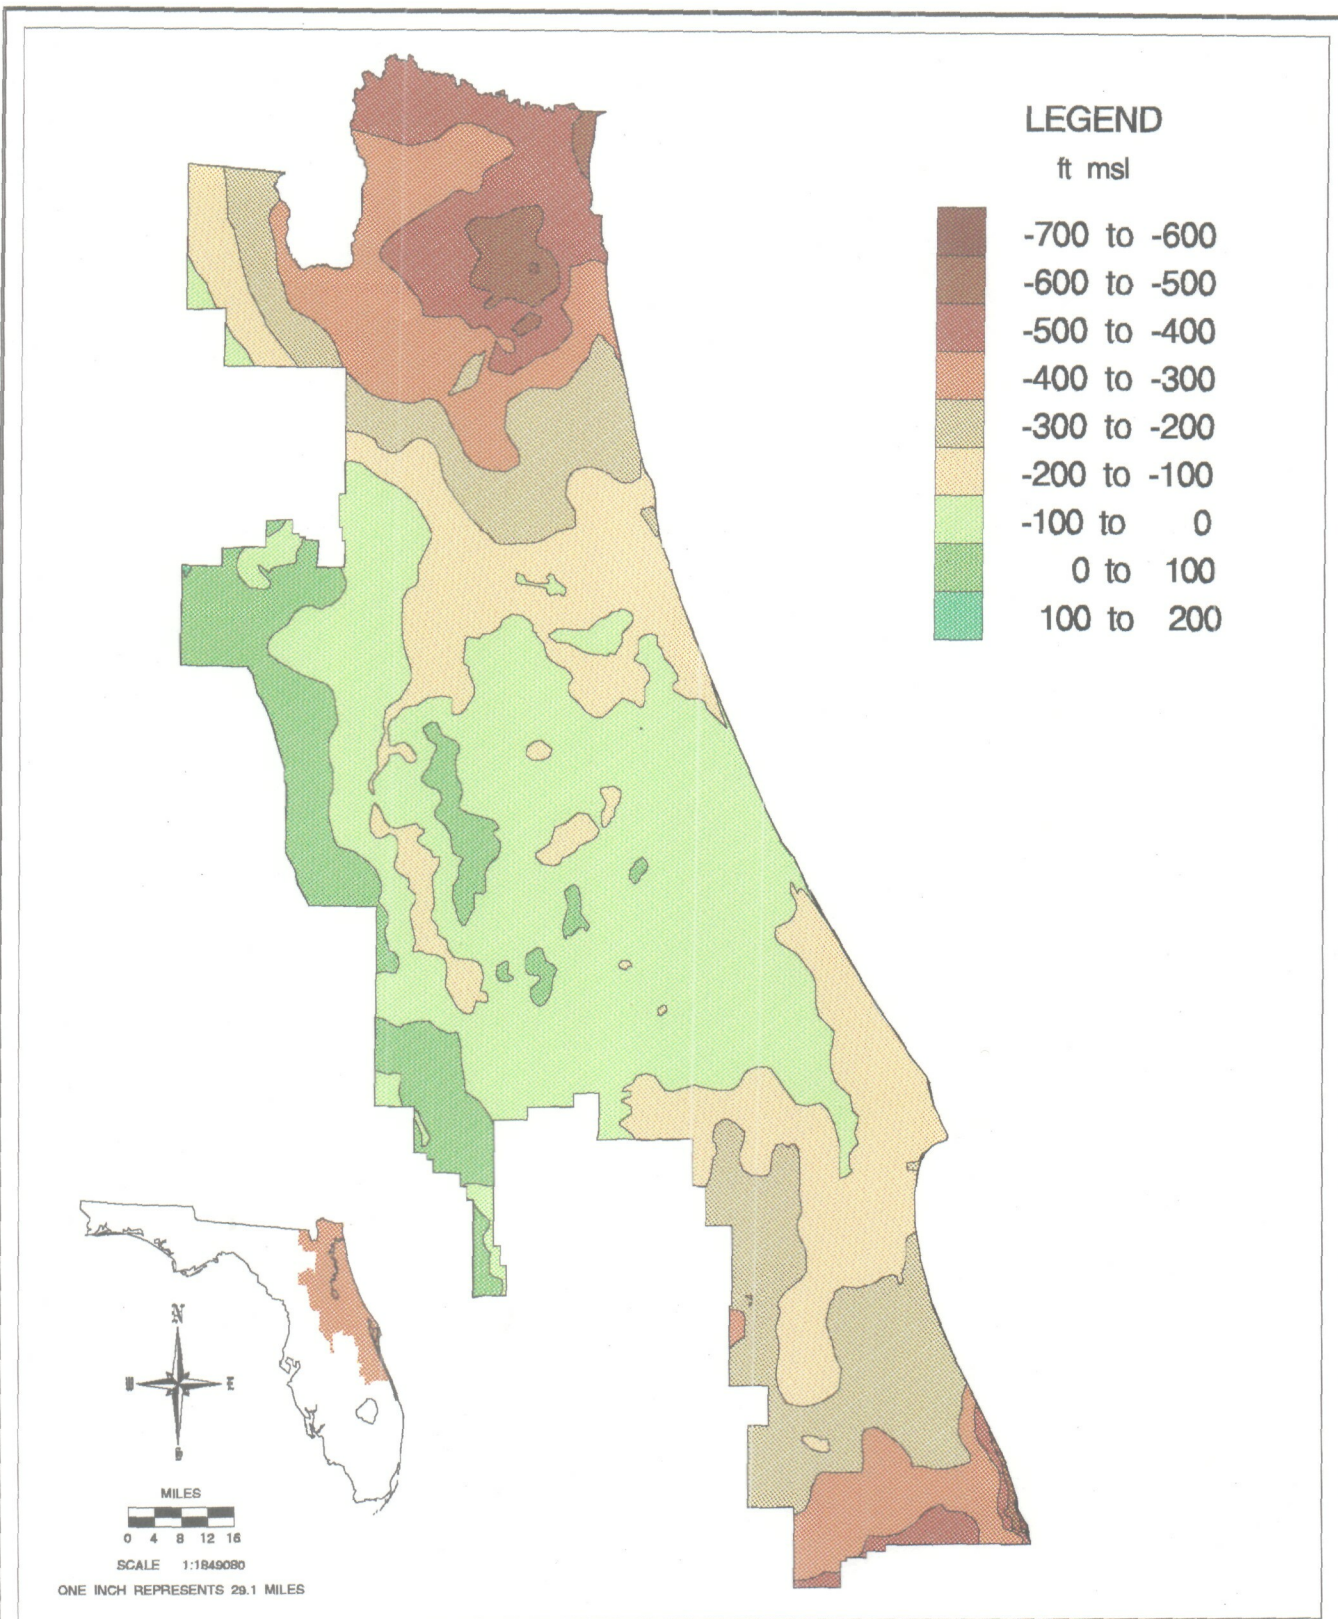 LEGEND
ft msl
-700 to -600
-600 to -500
-500 to -400
-400 to -300
-300 to -200
-200 to -100
-100 to 0
0 to 100
100 to 200
N
E
MILES
0 4 8 12 16
SCALE 1:1849080
ONE INCH REPRESENTS 29.1 MILES